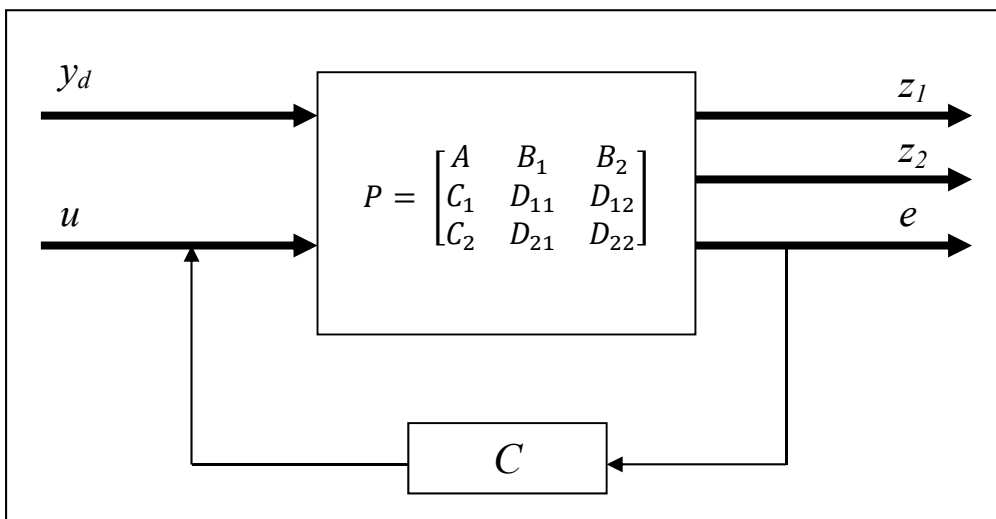 y_d
z_1
A B_1 B_2
z_2
P = C_1 D_11 D_12
u
e
C_2 D_21 D_22
C